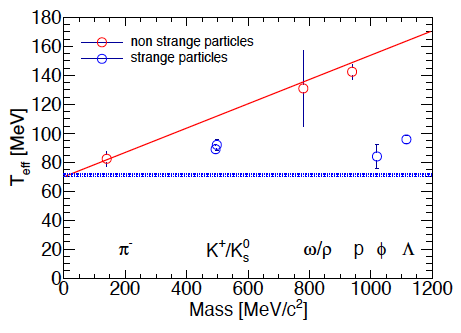 180
160
140
120
100
80
60
40
20
0
T_eff [MeV]
non strange particles
strange particles
π⁻ K⁺/K⁰ₛ ω/ρ p ϕ Λ
0 200 400 600 800 1000 1200
Mass [MeV/c²]